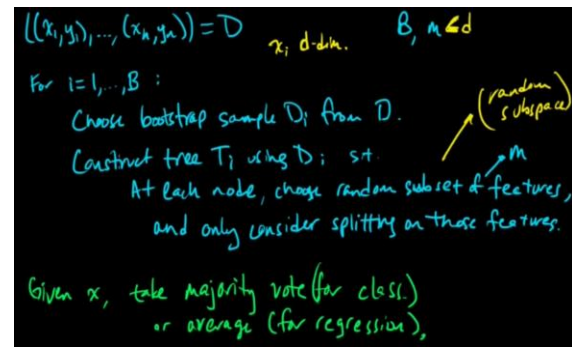 ((x₁,y₁),...,(xₙ,yₙ)) = D
xᵢ d-dim.
B, m<d
For i=1,...,B :
(random subspace)
Choose bootstrap sample Dᵢ from D.
Construct tree Tᵢ using Dᵢ s.t.
m
At each node, choose random subset of features,
and only consider splitting on those features.
Given x, take majority vote (for class.)
or average (for regression).